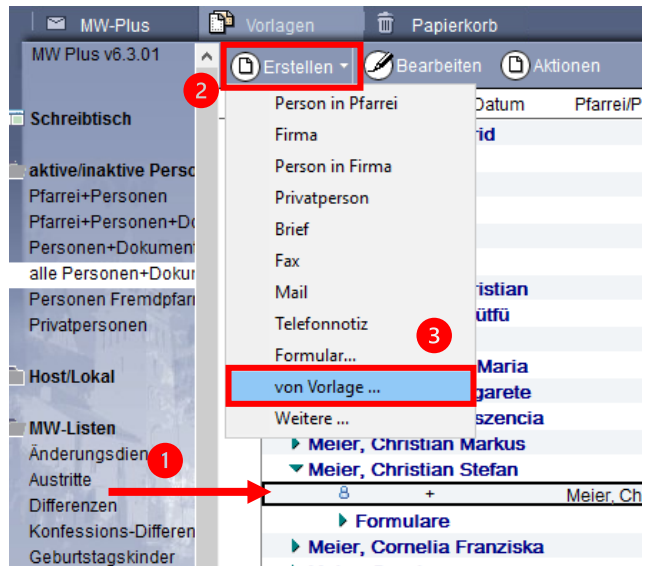 MW-Plus
Vorlagen
Papierkorb
MW Plus v6.3.01
Schreibtisch
aktive/inaktive Perso
Pfarrei+Personen
Pfarrei+Personen+Do
Personen+Dokumen
alle Personen+Dokur
Personen Fremdpfarr
Privatpersonen
Host/Lokal
MW-Listen
Änderungsdien
Austritte
Differenzen
Konfessions-Differen
Geburtstagskinder
Erstellen
Bearbeiten
Aktionen
2
Person in Pfarrei
Firma
Person in Firma
Privatperson
Brief
Fax
Mail
Telefonnotiz
Formular...
von Vorlage ...
Weitere ...
3
Datum
Pfarrei/P
rid
ristian
ütfü
Maria
garete
szencia
Meier, Christian Markus
1
Meier, Christian Stefan
+
Meier, Ch
Formulare
Meier, Cornelia Franziska